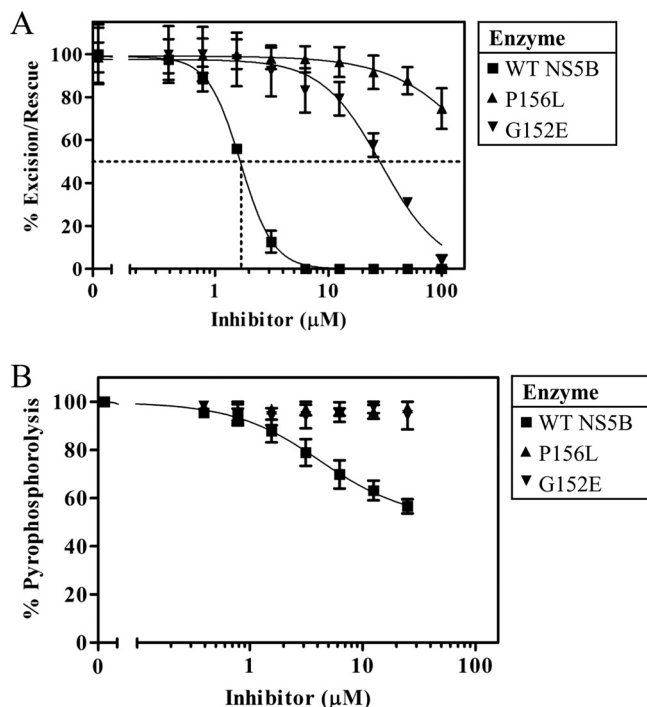 A
% Excision/Rescue
100
80
60
40
20
0
0
1
10
100
Inhibitor (μM)
Enzyme
WT NS5B
P156L
G152E
B
% Pyrophosphorolysis
100
80
60
40
20
0
0
1
10
100
Inhibitor (μM)
Enzyme
WT NS5B
P156L
G152E